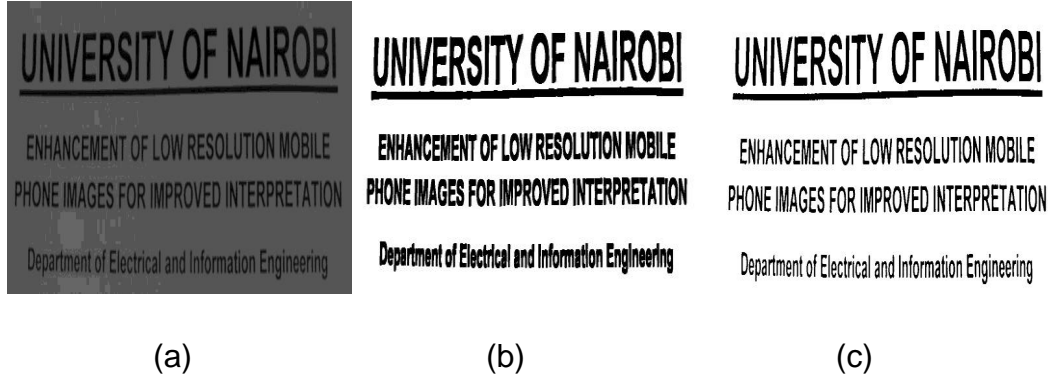 UNIVERSITY OF NAIROBI
ENHANCEMENT OF LOW RESOLUTION MOBILE
PHONE IMAGES FOR IMPROVED INTERPRETATION
Department of Electrical and Information Engineering
UNIVERSITY OF NAIROBI
ENHANCEMENT OF LOW RESOLUTION MOBILE
PHONE IMAGES FOR IMPROVED INTERPRETATION
Department of Electrical and Information Engineering
UNIVERSITY OF NAIROBI
ENHANCEMENT OF LOW RESOLUTION MOBILE
PHONE IMAGES FOR IMPROVED INTERPRETATION
Department of Electrical and Information Engineering
(a) (b) (c)